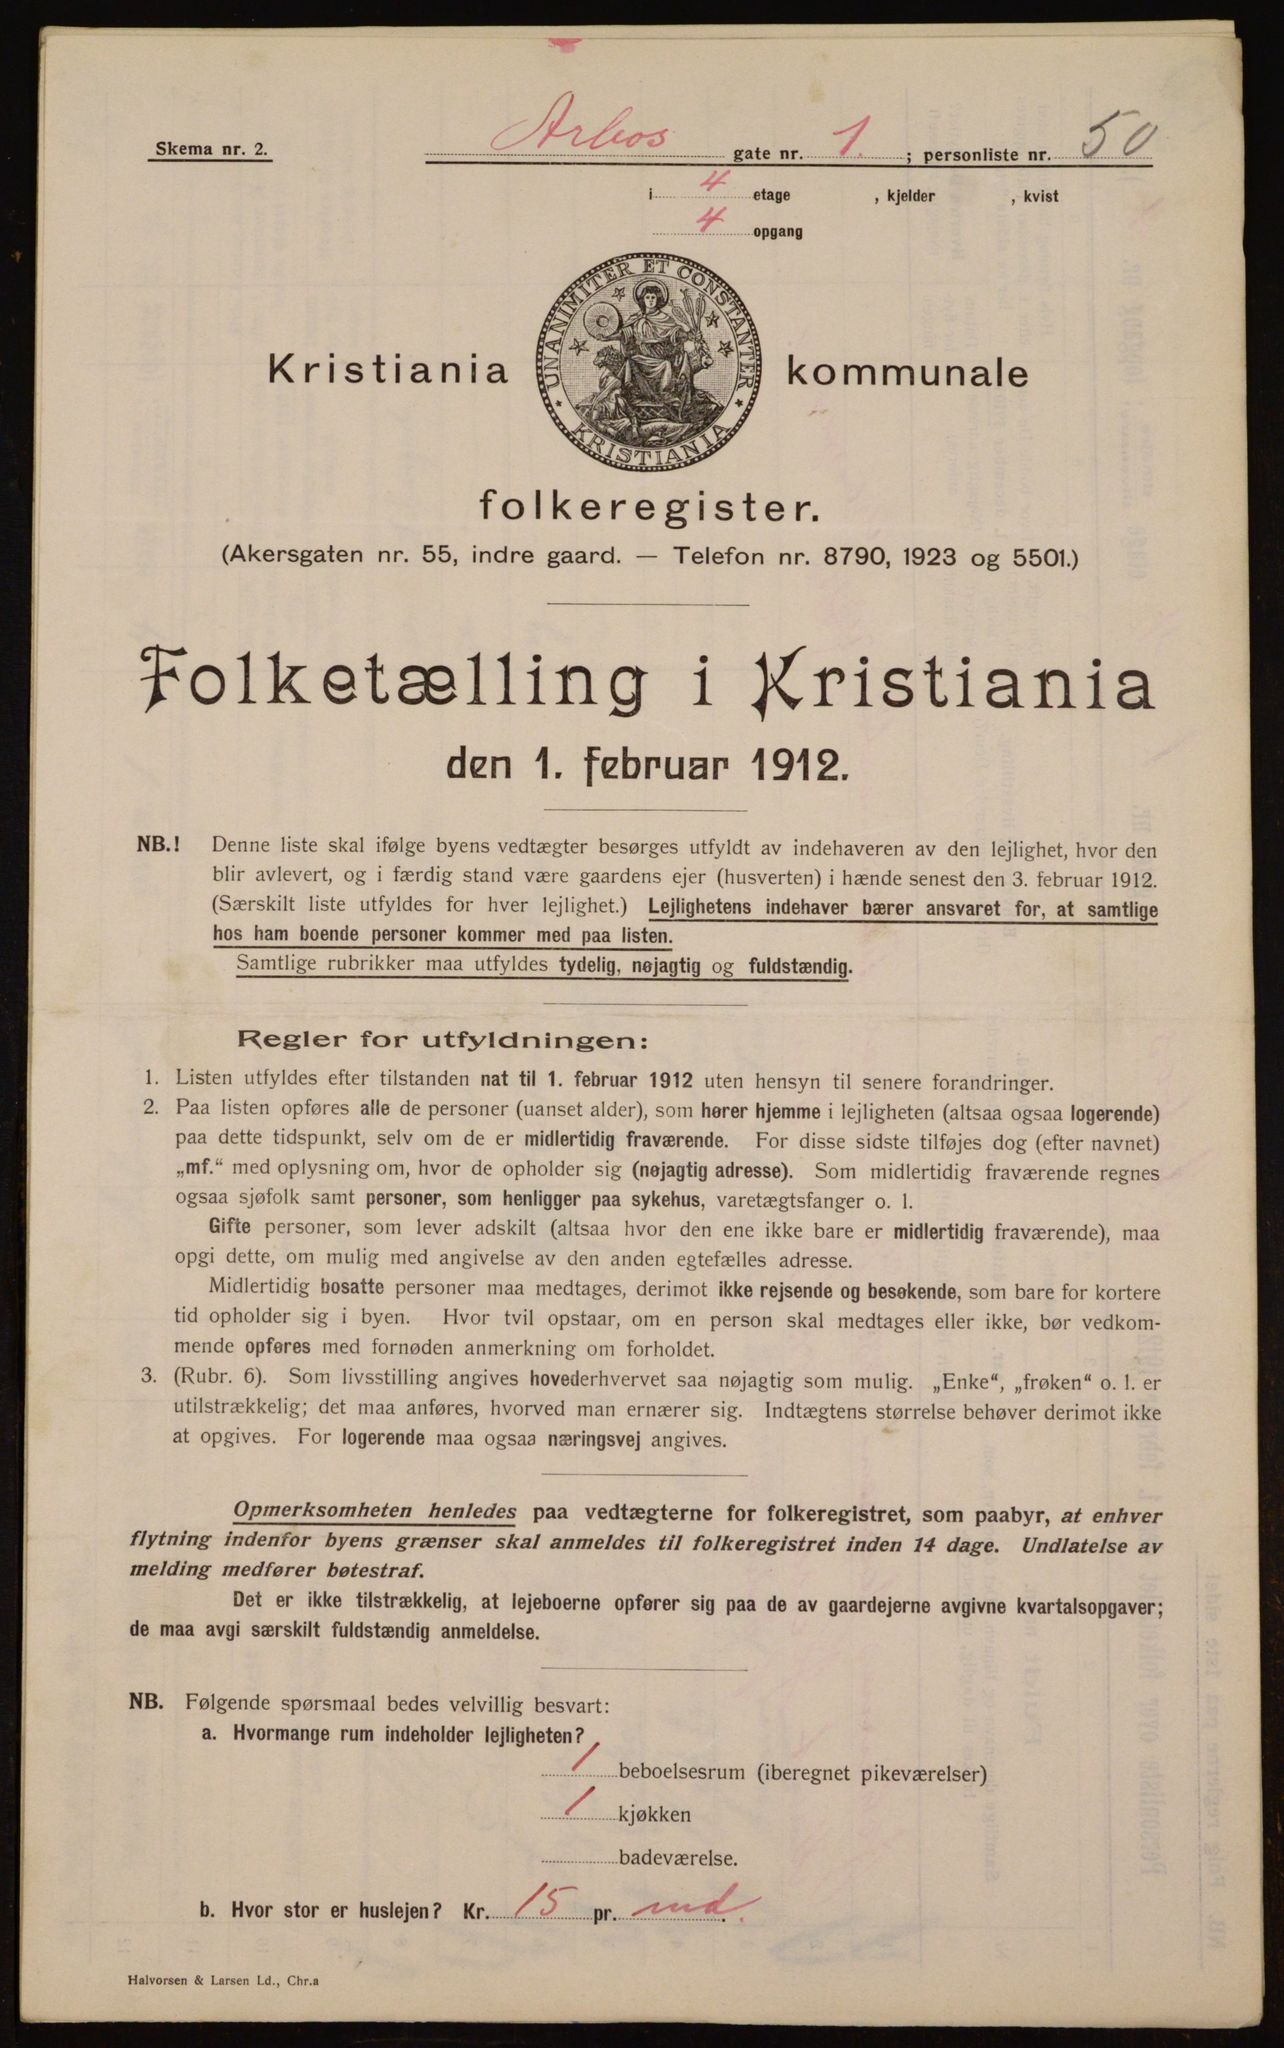 Skema nr. 2.
Arbos gate nr. 1. ; personliste nr. 50
i 4 etage , kjelder , kvist
4 opgang
UNANIMITER ET CONSTANTER
KRISTIANIA
Kristiania kommunale
folkeregister.
(Akersgaten nr. 55, indre gaard. — Telefon nr. 8790, 1923 og 5501.)
Folketælling i Kristiania
den 1. februar 1912.
NB.! Denne liste skal ifølge byens vedtægter besørges utfyldt av indehaveren av den lejlighet, hvor den
blir avlevert, og i færdig stand være gaardens ejer (husverten) i hænde senest den 3. februar 1912.
(Særskilt liste utfyldes for hver lejlighet.) Lejlighetens indehaver bærer ansvaret for, at samtlige
hos ham boende personer kommer med paa listen.
Samtlige rubrikker maa utfyldes tydelig, nøjagtig og fuldstændig.
Regler for utfyldningen:
1. Listen utfyldes efter tilstanden nat til 1. februar 1912 uten hensyn til senere forandringer.
2. Paa listen opføres alle de personer (uanset alder), som hører hjemme i lejligheten (altsaa ogsaa logerende)
paa dette tidspunkt, selv om de er midlertidig fraværende. For disse sidste tilføjes dog (efter navnet)
„mf.“ med oplysning om, hvor de opholder sig (nøjagtig adresse). Som midlertidig fraværende regnes
ogsaa sjøfolk samt personer, som henligger paa sykehus, varetægtsfanger o. l.
Gifte personer, som lever adskilt (altsaa hvor den ene ikke bare er midlertidig fraværende), maa
opgi dette, om mulig med angivelse av den anden egtefælles adresse.
Midlertidig bosatte personer maa medtages, derimot ikke rejsende og besøkende, som bare for kortere
tid opholder sig i byen. Hvor tvil opstaar, om en person skal medtages eller ikke, bør vedkom-
mende opføres med fornøden anmerkning om forholdet.
3. (Rubr. 6). Som livsstilling angives hovederhvervet saa nøjagtig som mulig. „Enke“, „frøken“ o. l. er
utilstrækkelig; det maa anføres, hvorved man ernærer sig. Indtægtens størrelse behøver derimot ikke
at opgives. For logerende maa ogsaa næringsvej angives.
Opmerksomheten henledes paa vedtægterne for folkeregistret, som paabyr, at enhver
flytning indenfor byens grænser skal anmeldes til folkeregistret inden 14 dage. Undlatelse av
melding medfører bøtestraf.
Det er ikke tilstrækkelig, at lejeboerne opfører sig paa de av gaardejerne avgivne kvartalsopgaver;
de maa avgi særskilt fuldstændig anmeldelse.
NB. Følgende spørsmaal bedes velvillig besvart:
a. Hvormange rum indeholder lejligheten?
1 beboelsesrum (iberegnet pikeværelser)
1 kjøkken
badeværelse.
b. Hvor stor er huslejen? Kr. 15 pr. md.
Halvorsen & Larsen Ld., Chr.a